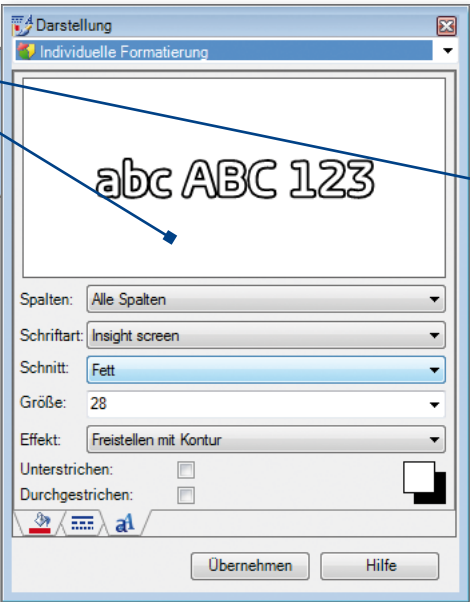 Darstellung
Individuelle Formatierung
abc ABC 123
Spalten: Alle Spalten
Schriftart: Insight screen
Schnitt: Fett
Größe: 28
Effekt: Freistellen mit Kontur
Unterstrichen:
Durchgestrichen:
a
Übernehmen Hilfe